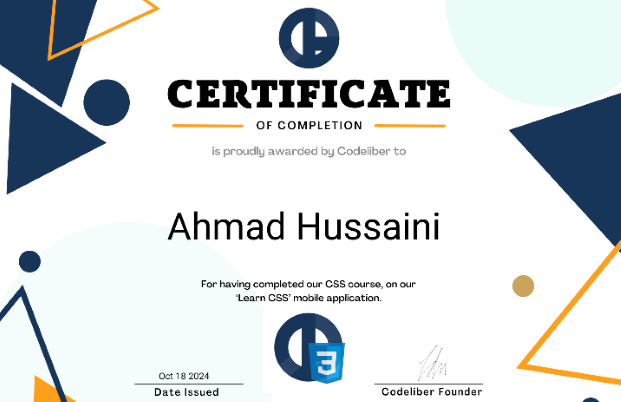 CERTIFICATE
OF COMPLETION
is proudly awarded by Codeliber to
Ahmad Hussaini
For having completed our CSS course, on our
'Learn CSS' mobile application.
3
Oct 18 2024
Date Issued
Codeliber Founder